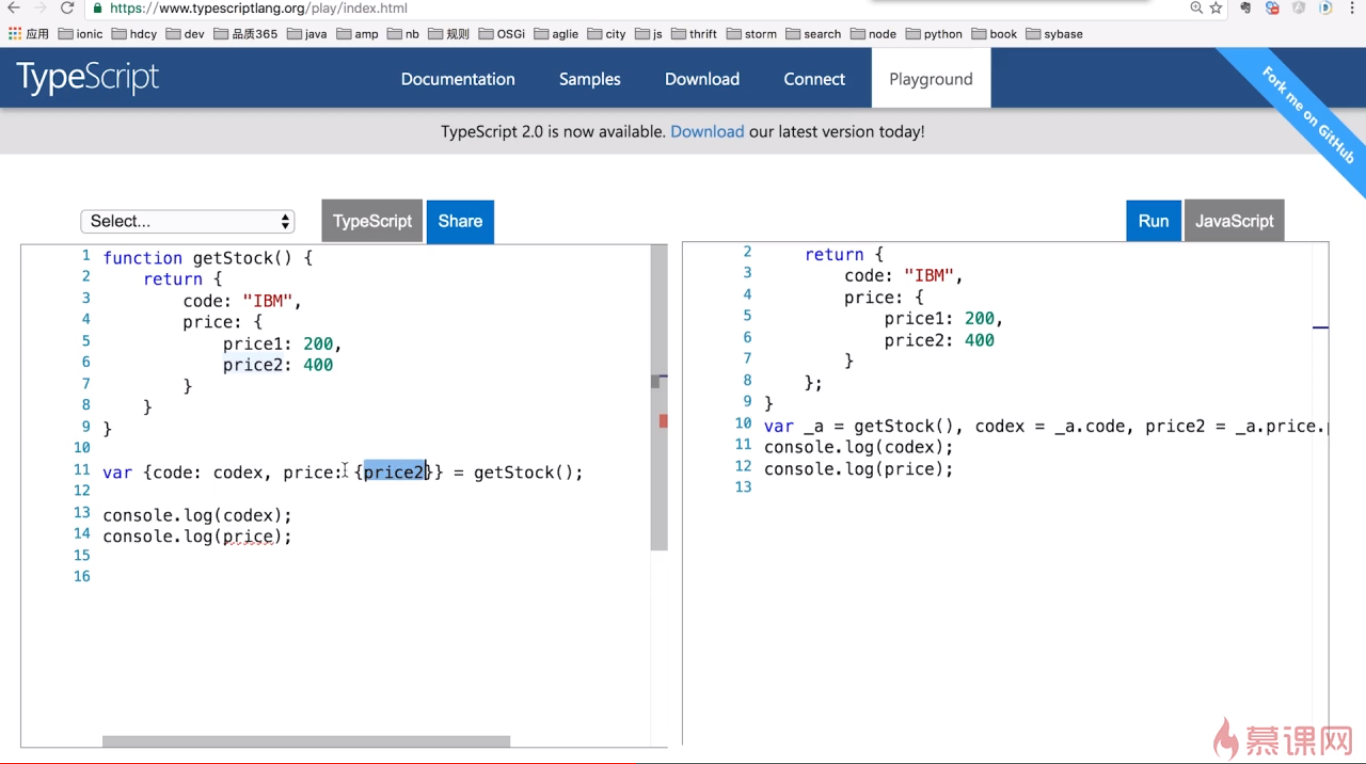 https://www.typescriptlang.org/play/index.html
应用 ionic hdcy dev 品质365 java amp nb 规则 OSGi aglie city js thrift storm search node python book sybase
TypeScript Documentation Samples Download Connect Playground
Fork me on GitHub
TypeScript 2.0 is now available. Download our latest version today!
Select... TypeScript Share
1 function getStock() {
2 return {
3 code: "IBM",
4 price: {
5 price1: 200,
6 price2: 400
7 }
8 }
9 }
10
11 var {code: codex, price: {price2}} = getStock();
12
13 console.log(codex);
14 console.log(price);
15
16
Run JavaScript
2 return {
3 code: "IBM",
4 price: {
5 price1: 200,
6 price2: 400
7 }
8 };
9 }
10 var _a = getStock(), codex = _a.code, price2 = _a.price.
11 console.log(codex);
12 console.log(price);
13
慕课网